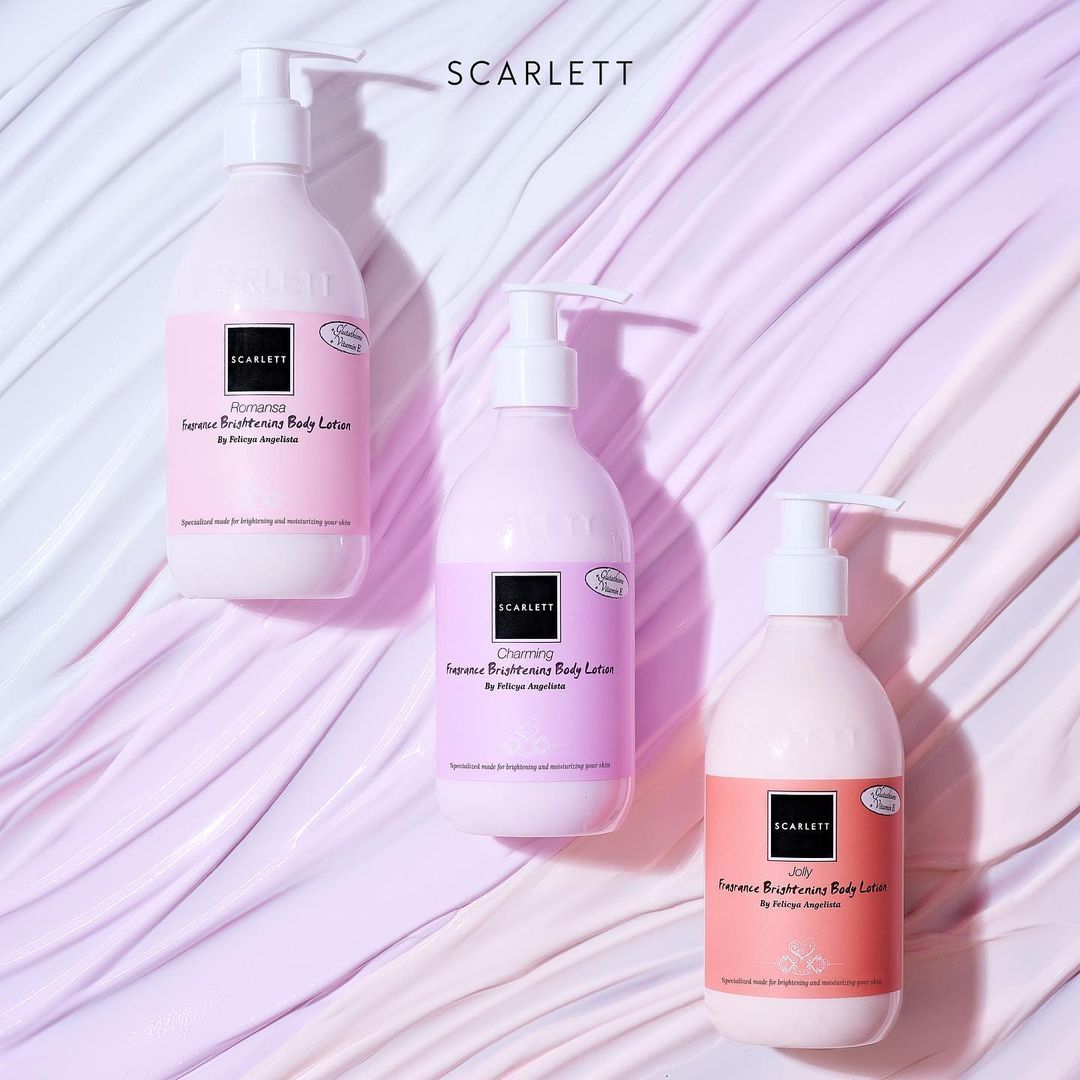 SCARLETT
SCARLETT
Glutathione
+ Vitamin E
SCARLETT
Romansa
Fragrance Brightening Body Lotion
By Felicya Angelista
Specialized made for brightening and moisturizing your skin
SCARLETT
Glutathione
+ Vitamin E
SCARLETT
Charming
Fragrance Brightening Body Lotion
By Felicya Angelista
Specialized made for brightening and moisturizing your skin
SCARLETT
Glutathione
+ Vitamin E
SCARLETT
Jolly
Fragrance Brightening Body Lotion
By Felicya Angelista
Specialized made for brightening and moisturizing your skin